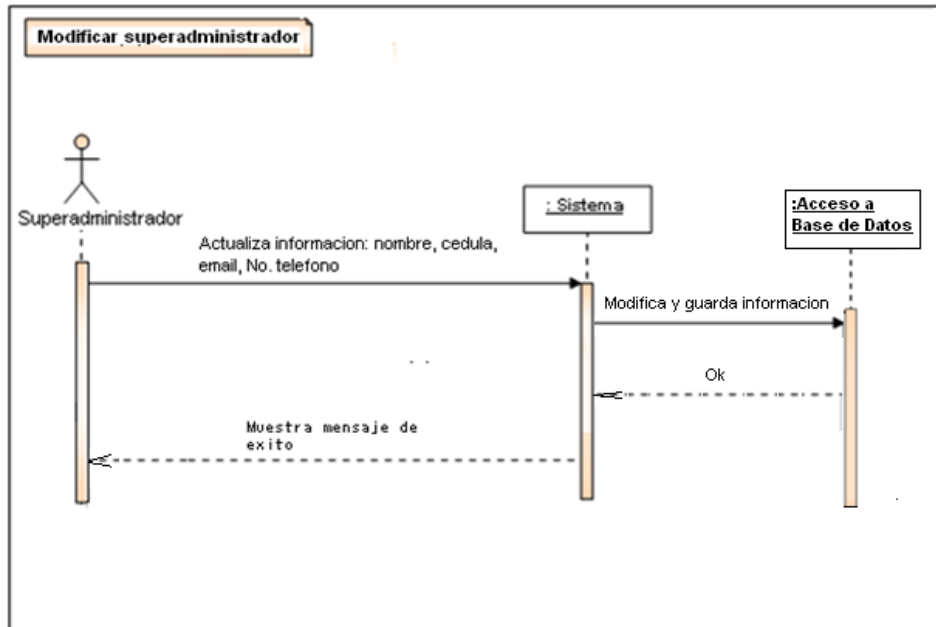 Modificar superadministrador
Superadministrador
: Sistema
:Acceso a
Base de Datos
Actualiza informacion: nombre, cedula,
email, No. telefono
Modifica y guarda informacion
Ok
Muestra mensaje de
exito